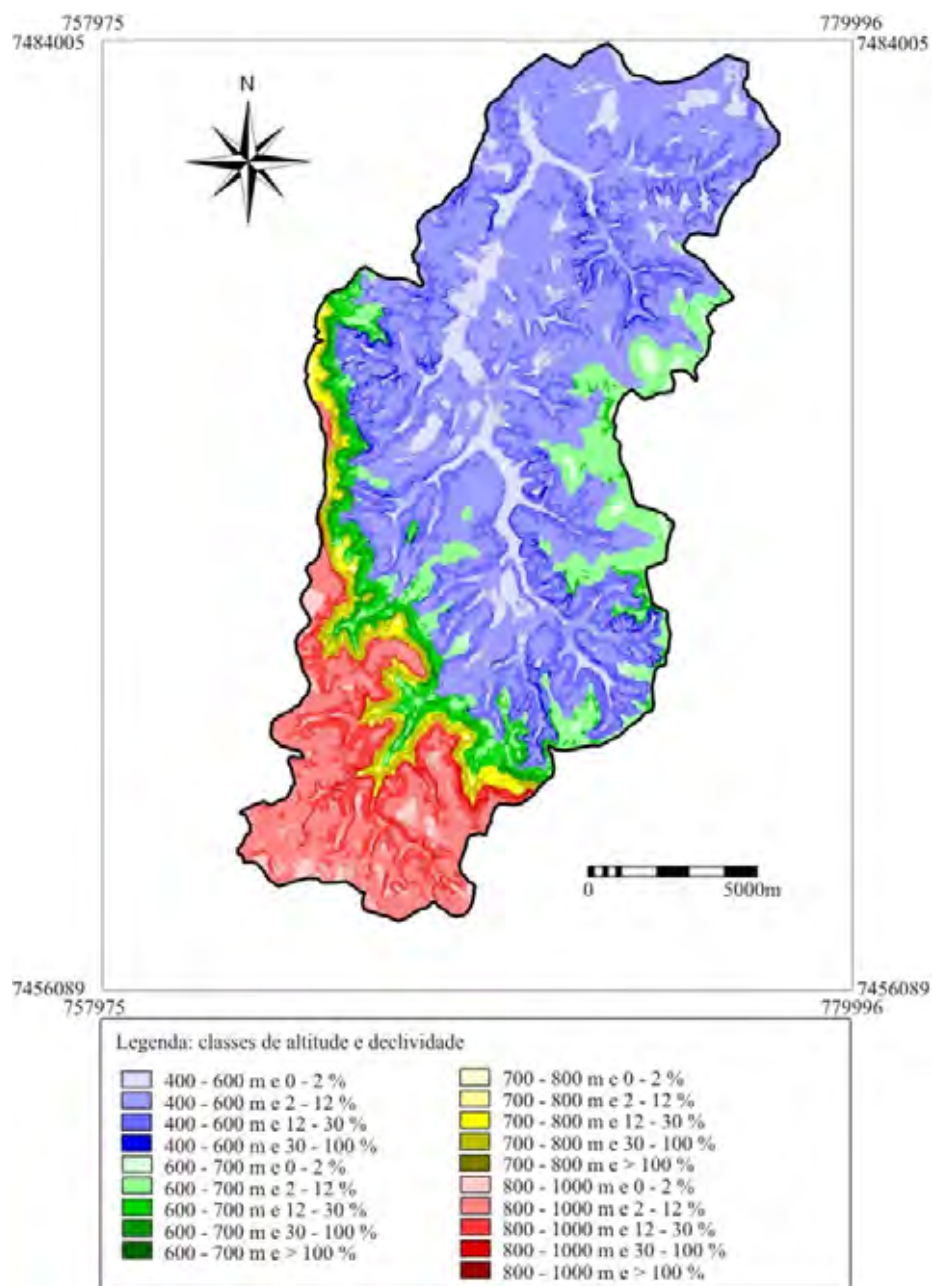 757975 779996
7484005 7484005
N
0 5000m
7456089 7456089
757975 779996
Legenda: classes de altitude e declividade
400 - 600 m e 0 - 2 %
400 - 600 m e 2 - 12 %
400 - 600 m e 12 - 30 %
400 - 600 m e 30 - 100 %
600 - 700 m e 0 - 2 %
600 - 700 m e 2 - 12 %
600 - 700 m e 12 - 30 %
600 - 700 m e 30 - 100 %
600 - 700 m e > 100 %
700 - 800 m e 0 - 2 %
700 - 800 m e 2 - 12 %
700 - 800 m e 12 - 30 %
700 - 800 m e 30 - 100 %
700 - 800 m e > 100 %
800 - 1000 m e 0 - 2 %
800 - 1000 m e 2 - 12 %
800 - 1000 m e 12 - 30 %
800 - 1000 m e 30 - 100 %
800 - 1000 m e > 100 %